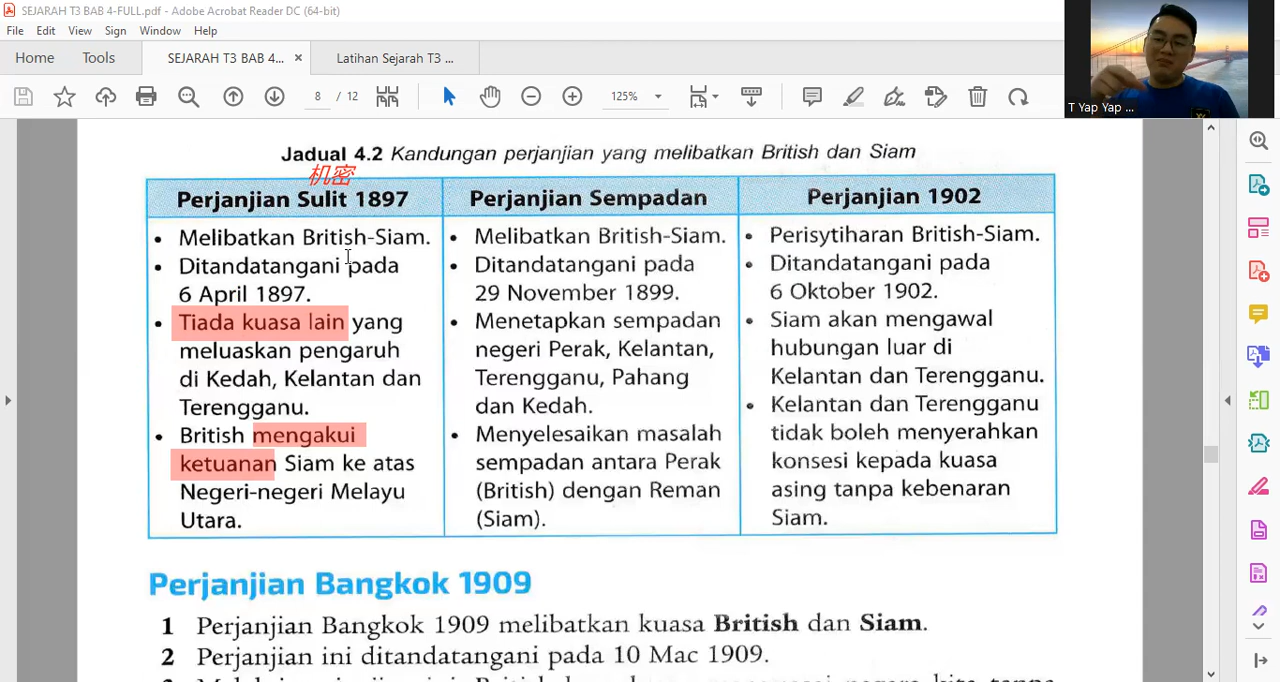 SEJARAH T3 BAB 4-FULL.pdf - Adobe Acrobat Reader DC (64-bit)
File Edit View Sign Window Help
Home Tools SEJARAH T3 BAB 4... × Latihan Sejarah T3 ...
8 / 12 125%
T Yap Yap ...
Jadual 4.2 Kandungan perjanjian yang melibatkan British dan Siam
机密
Perjanjian Sulit 1897
• Melibatkan British-Siam.
• Ditandatangani pada
6 April 1897.
• Tiada kuasa lain yang
meluaskan pengaruh
di Kedah, Kelantan dan
Terengganu.
• British mengakui
ketuanan Siam ke atas
Negeri-negeri Melayu
Utara.
Perjanjian Sempadan
• Melibatkan British-Siam.
• Ditandatangani pada
29 November 1899.
• Menetapkan sempadan
negeri Perak, Kelantan,
Terengganu, Pahang
dan Kedah.
• Menyelesaikan masalah
sempadan antara Perak
(British) dengan Reman
(Siam).
Perjanjian 1902
• Perisytiharan British-Siam.
• Ditandatangani pada
6 Oktober 1902.
• Siam akan mengawal
hubungan luar di
Kelantan dan Terengganu.
• Kelantan dan Terengganu
tidak boleh menyerahkan
konsesi kepada kuasa
asing tanpa kebenaran
Siam.
Perjanjian Bangkok 1909
1 Perjanjian Bangkok 1909 melibatkan kuasa British dan Siam.
2 Perjanjian ini ditandatangani pada 10 Mac 1909.